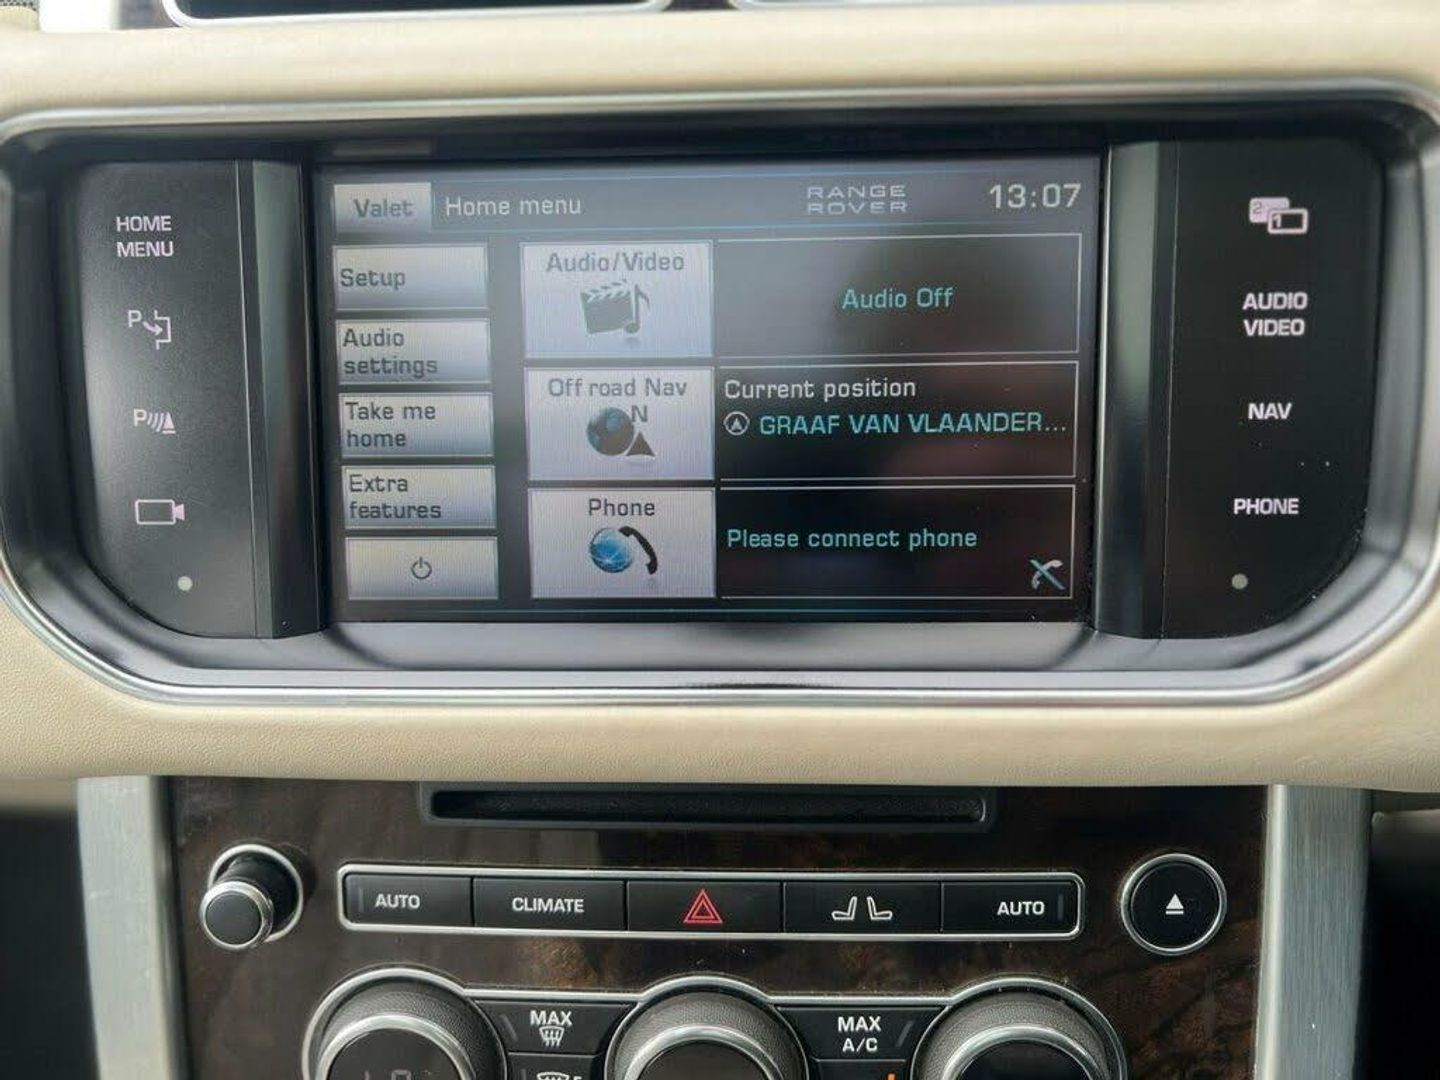 HOME
MENU
P
P
Valet
Home menu
RANGE
ROVER
13:07
Setup
Audio
settings
Take me
home
Extra
features
Audio/Video
Audio Off
Off road Nav
N
Current position
GRAAF VAN VLAANDER...
Phone
Please connect phone
2
1
AUDIO
VIDEO
NAV
PHONE
AUTO
CLIMATE
AUTO
MAX
MAX
A/C